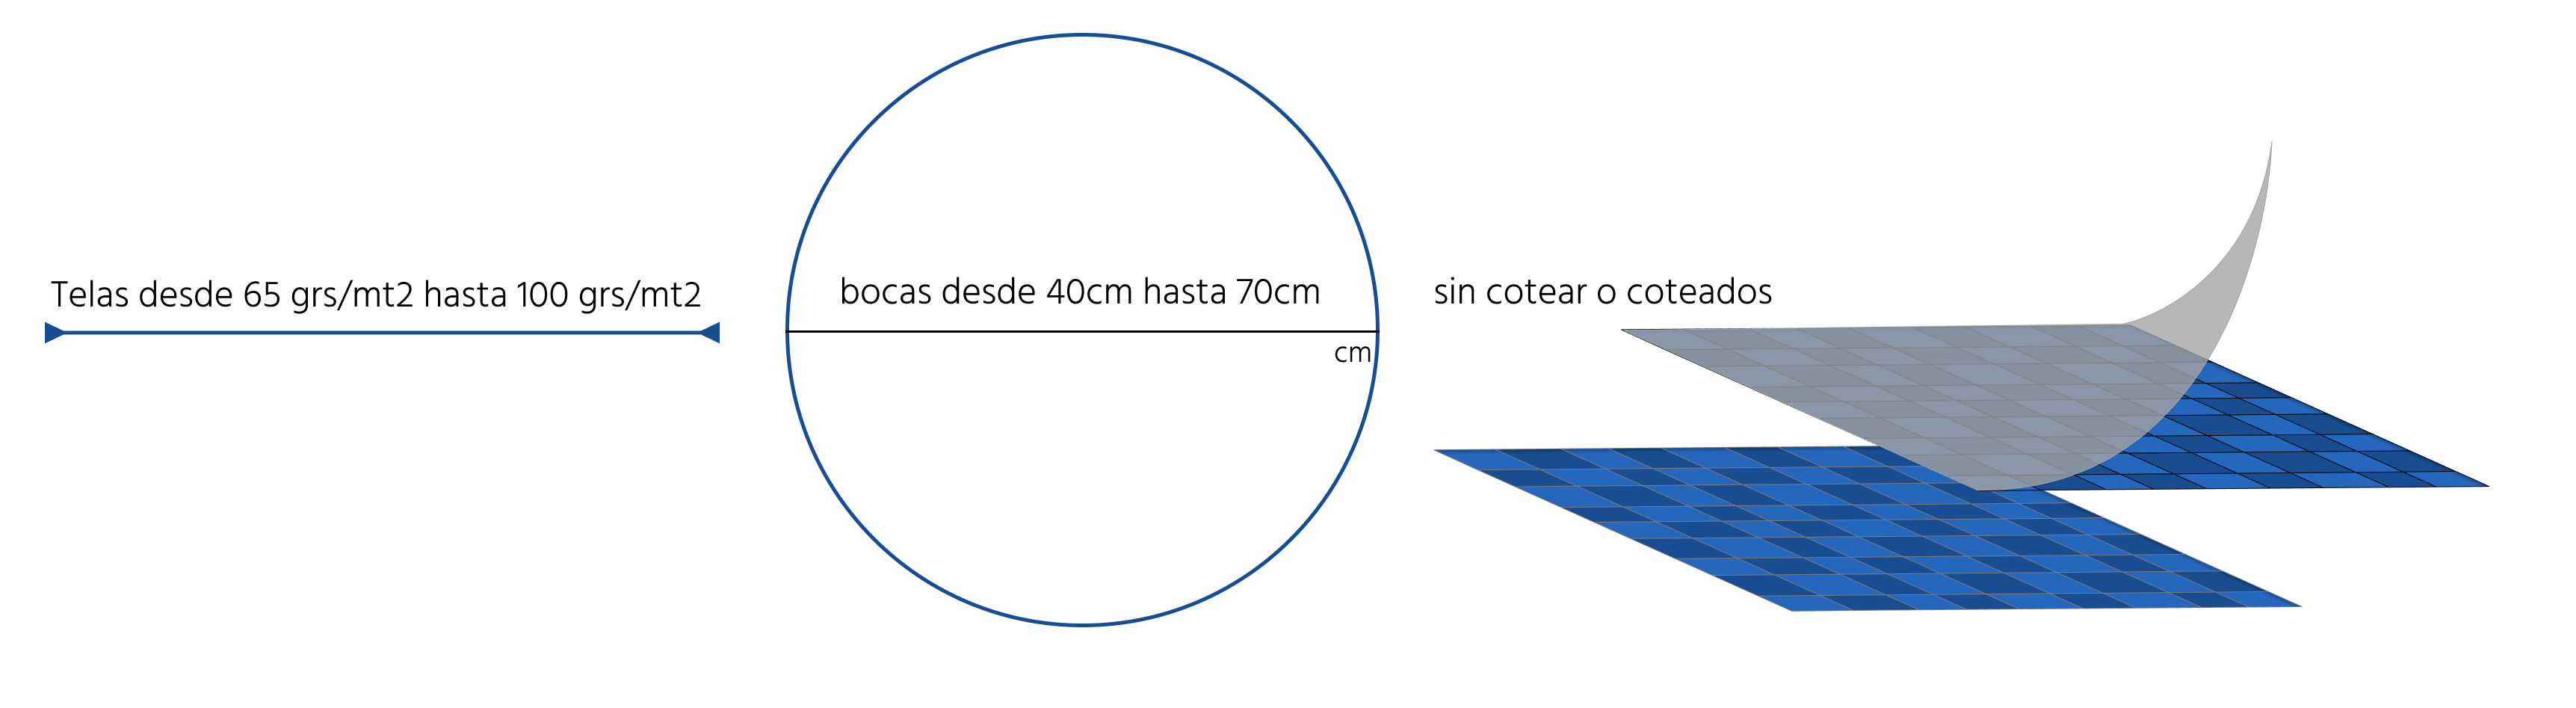 Telas desde 65 grs/mt2 hasta 100 grs/mt2
bocas desde 40cm hasta 70cm
cm
sin cotear o coteados